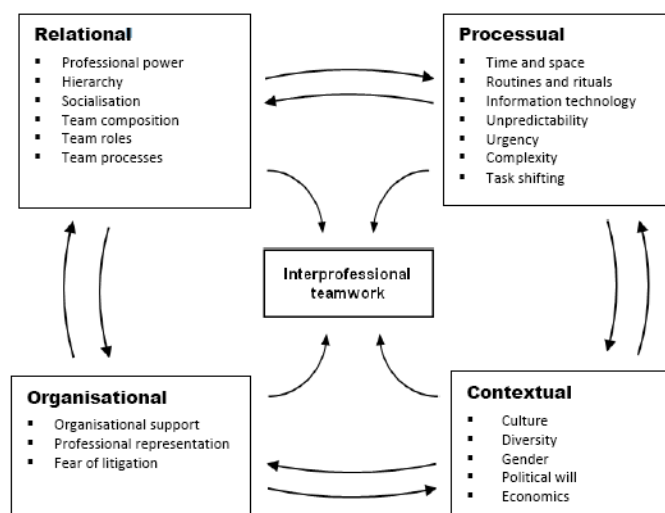 Relational
▪ Professional power
▪ Hierarchy
▪ Socialisation
▪ Team composition
▪ Team roles
▪ Team processes
Processual
▪ Time and space
▪ Routines and rituals
▪ Information technology
▪ Unpredictability
▪ Urgency
▪ Complexity
▪ Task shifting
Interprofessional
teamwork
Organisational
▪ Organisational support
▪ Professional representation
▪ Fear of litigation
Contextual
▪ Culture
▪ Diversity
▪ Gender
▪ Political will
▪ Economics